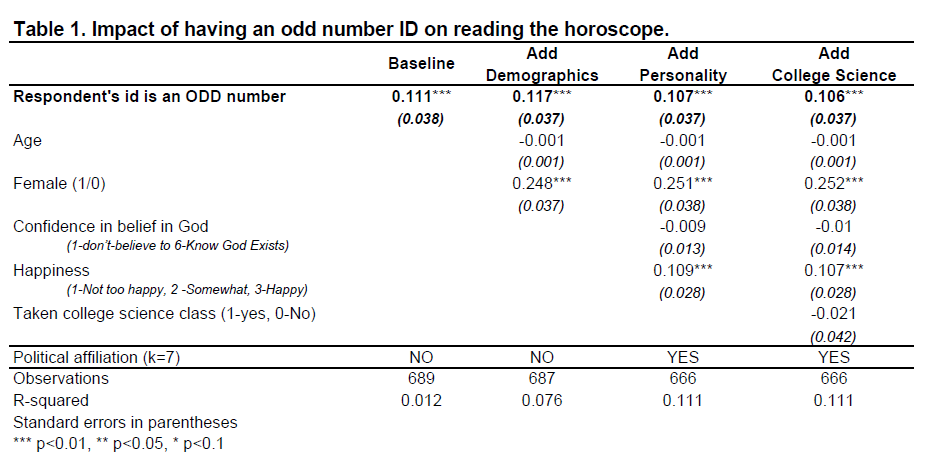 Table 1. Impact of having an odd number ID on reading the horoscope.
Baseline Add Demographics Add Personality Add College Science
Respondent's id is an ODD number 0.111*** 0.117*** 0.107*** 0.106***
(0.038) (0.037) (0.037) (0.037)
Age -0.001 -0.001 -0.001
(0.001) (0.001) (0.001)
Female (1/0) 0.248*** 0.251*** 0.252***
(0.037) (0.038) (0.038)
Confidence in belief in God -0.009 -0.01
(1-don't-believe to 6-Know God Exists) (0.013) (0.014)
Happiness 0.109*** 0.107***
(1-Not too happy, 2 -Somewhat, 3-Happy) (0.028) (0.028)
Taken college science class (1-yes, 0-No) -0.021
(0.042)
Political affiliation (k=7) NO NO YES YES
Observations 689 687 666 666
R-squared 0.012 0.076 0.111 0.111
Standard errors in parentheses
*** p<0.01, ** p<0.05, * p<0.1